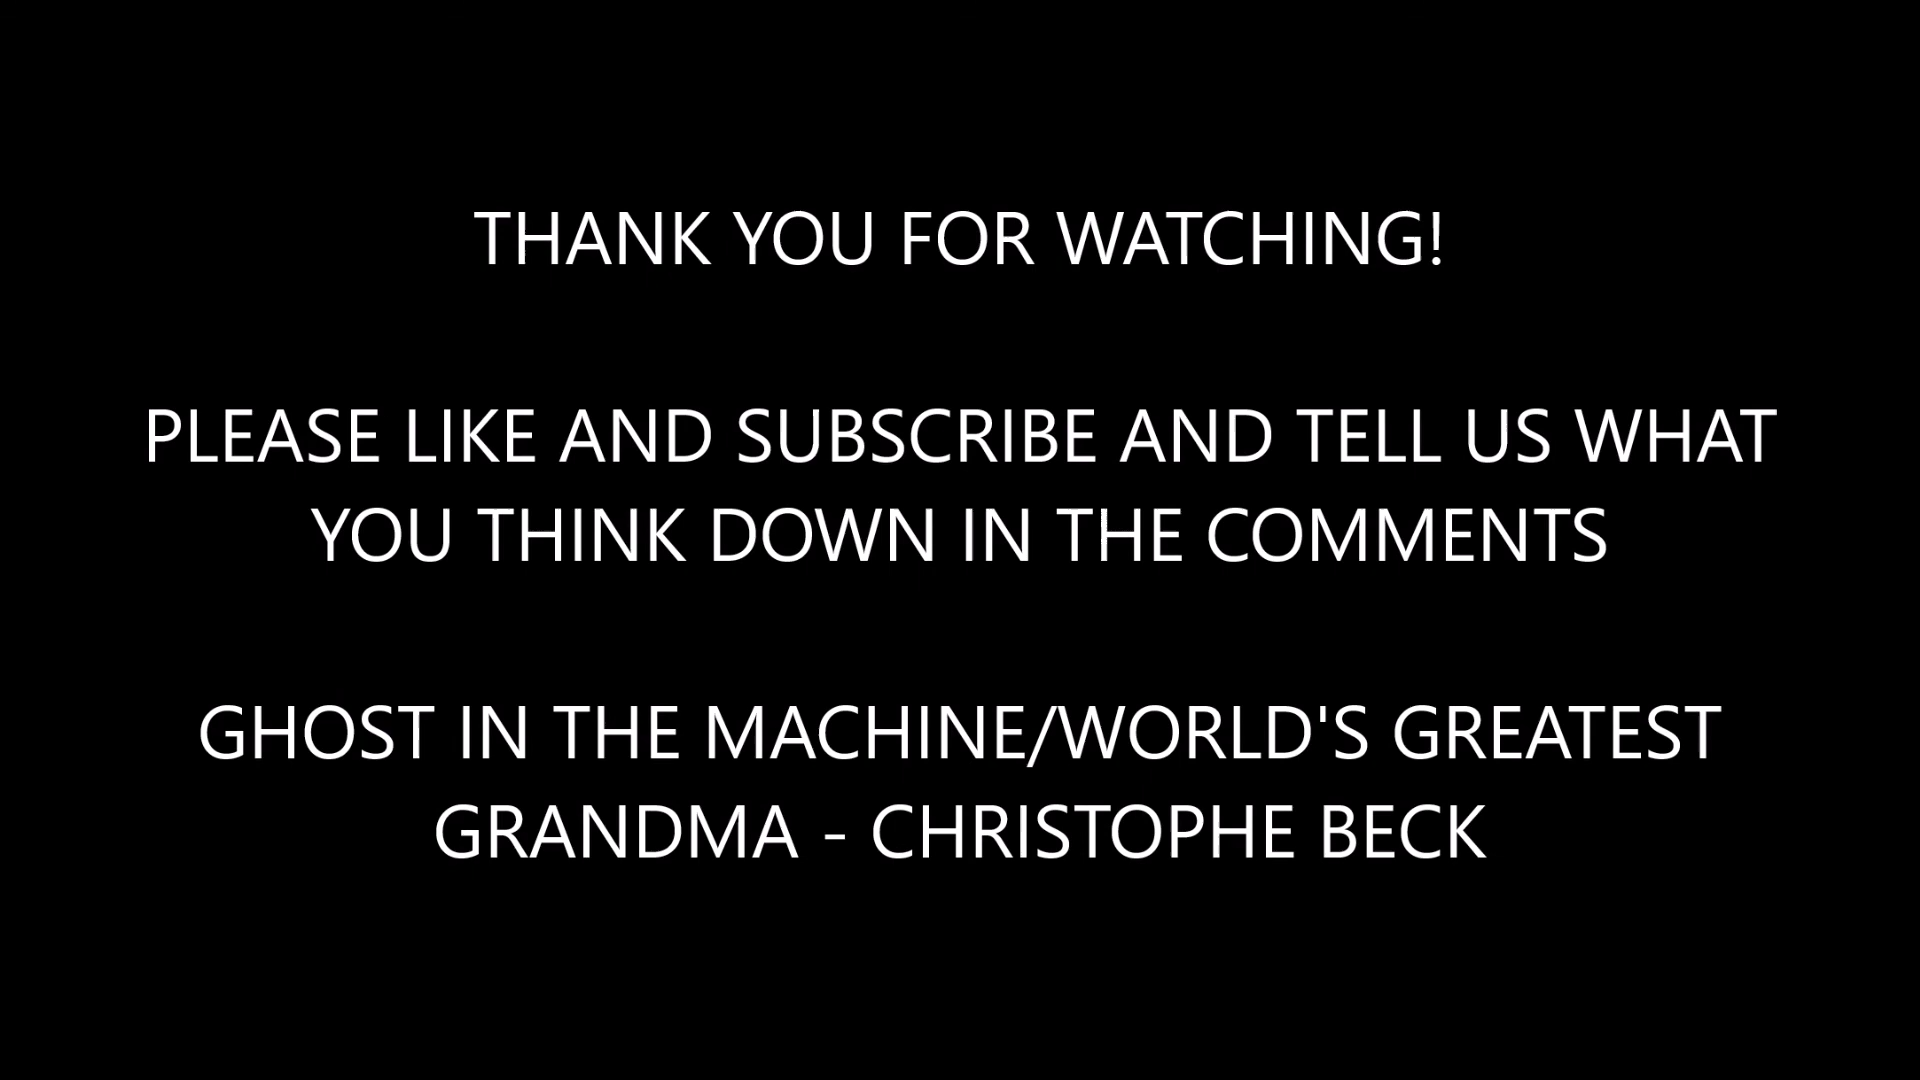 THANK YOU FOR WATCHING!
PLEASE LIKE AND SUBSCRIBE AND TELL US WHAT
YOU THINK DOWN IN THE COMMENTS
GHOST IN THE MACHINE/WORLD'S GREATEST
GRANDMA - CHRISTOPHE BECK